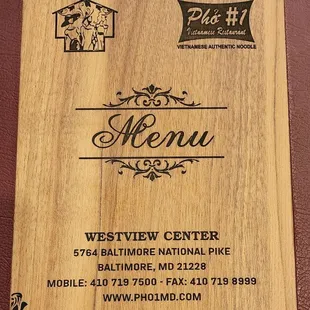 Phở #1
Vietnamese Restaurant
VIETNAMESE AUTHENTIC NOODLE
Menu
WESTVIEW CENTER
5764 BALTIMORE NATIONAL PIKE
BALTIMORE, MD 21228
MOBILE: 410 719 7500 - FAX: 410 719 8999
WWW.PHO1MD.COM